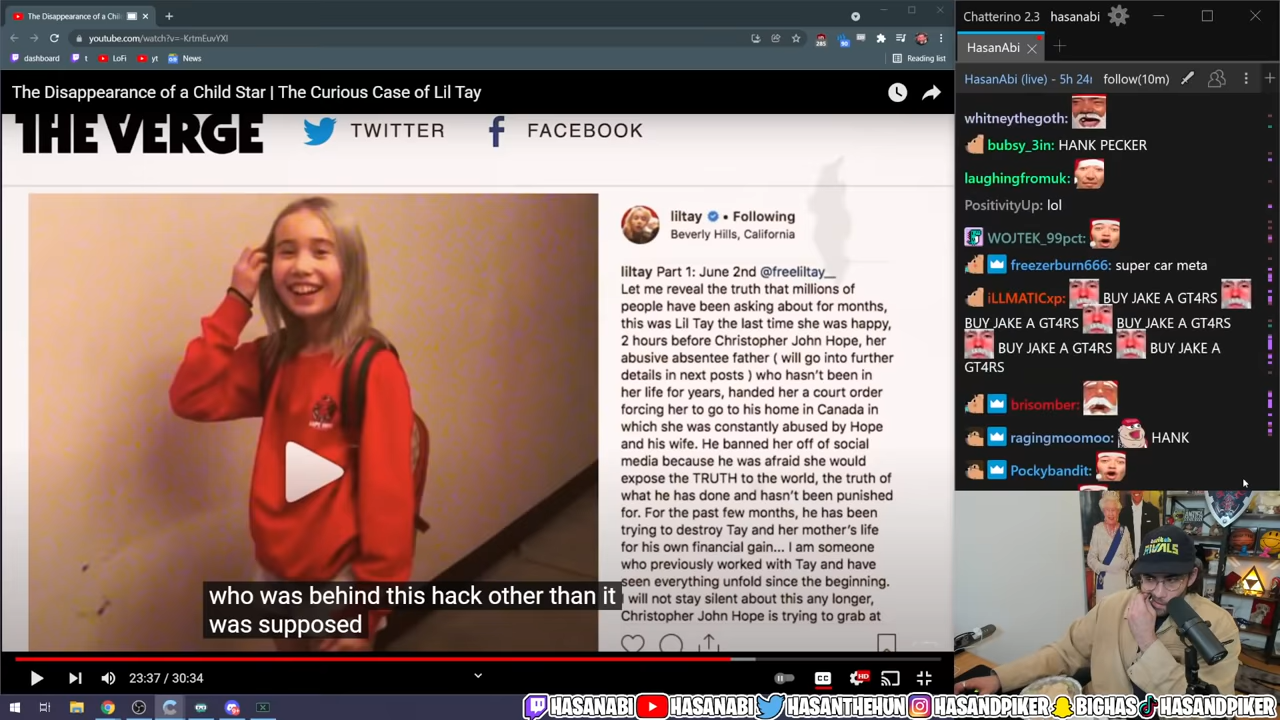 The Disappearance of a Chil
youtube.com/watch?v=-KrtmEuvYXI
285
90
dashboard
t
LoFi
yt
News
Reading list
The Disappearance of a Child Star | The Curious Case of Lil Tay
THE VERGE
TWITTER
FACEBOOK
liltay • Following
Beverly Hills, California
liltay Part 1: June 2nd @freeliltay__
Let me reveal the truth that millions of
people have been asking about for months,
this was Lil Tay the last time she was happy,
2 hours before Christopher John Hope, her
abusive absentee father ( will go into further
details in next posts ) who hasn't been in
her life for years, handed her a court order
forcing her to go to his home in Canada in
which she was constantly abused by Hope
and his wife. He banned her off of social
media because he was afraid she would
expose the TRUTH to the world, the truth of
what he has done and hasn't been punished
for. For the past few months, he has been
trying to destroy Tay and her mother's life
for his own financial gain... I am someone
who previously worked with Tay and have
seen everything unfold since the beginning.
I will not stay silent about this any longer,
Christopher John Hope is trying to grab at
who was behind this hack other than it
was supposed
23:37 / 30:34
CC
HD
Chatterino 2.3
hasanabi
HasanAbi
HasanAbi (live) - 5h 24
follow(10m)
whitneythegoth:
bubsy_3in: HANK PECKER
laughingfromuk:
PositivityUp: lol
WOJTEK_99pct:
freezerburn666: super car meta
iLLMATICxp: BUY JAKE A GT4RS
BUY JAKE A GT4RS BUY JAKE A GT4RS
BUY JAKE A GT4RS BUY JAKE A
GT4RS
brisomber:
ragingmoomoo: HANK
Pockybandit:
twitch
RIVALS
HASANABI
HASANABI
HASANTHEHUN
HASANDPIKER
BIGHAS
HASANDPIKER